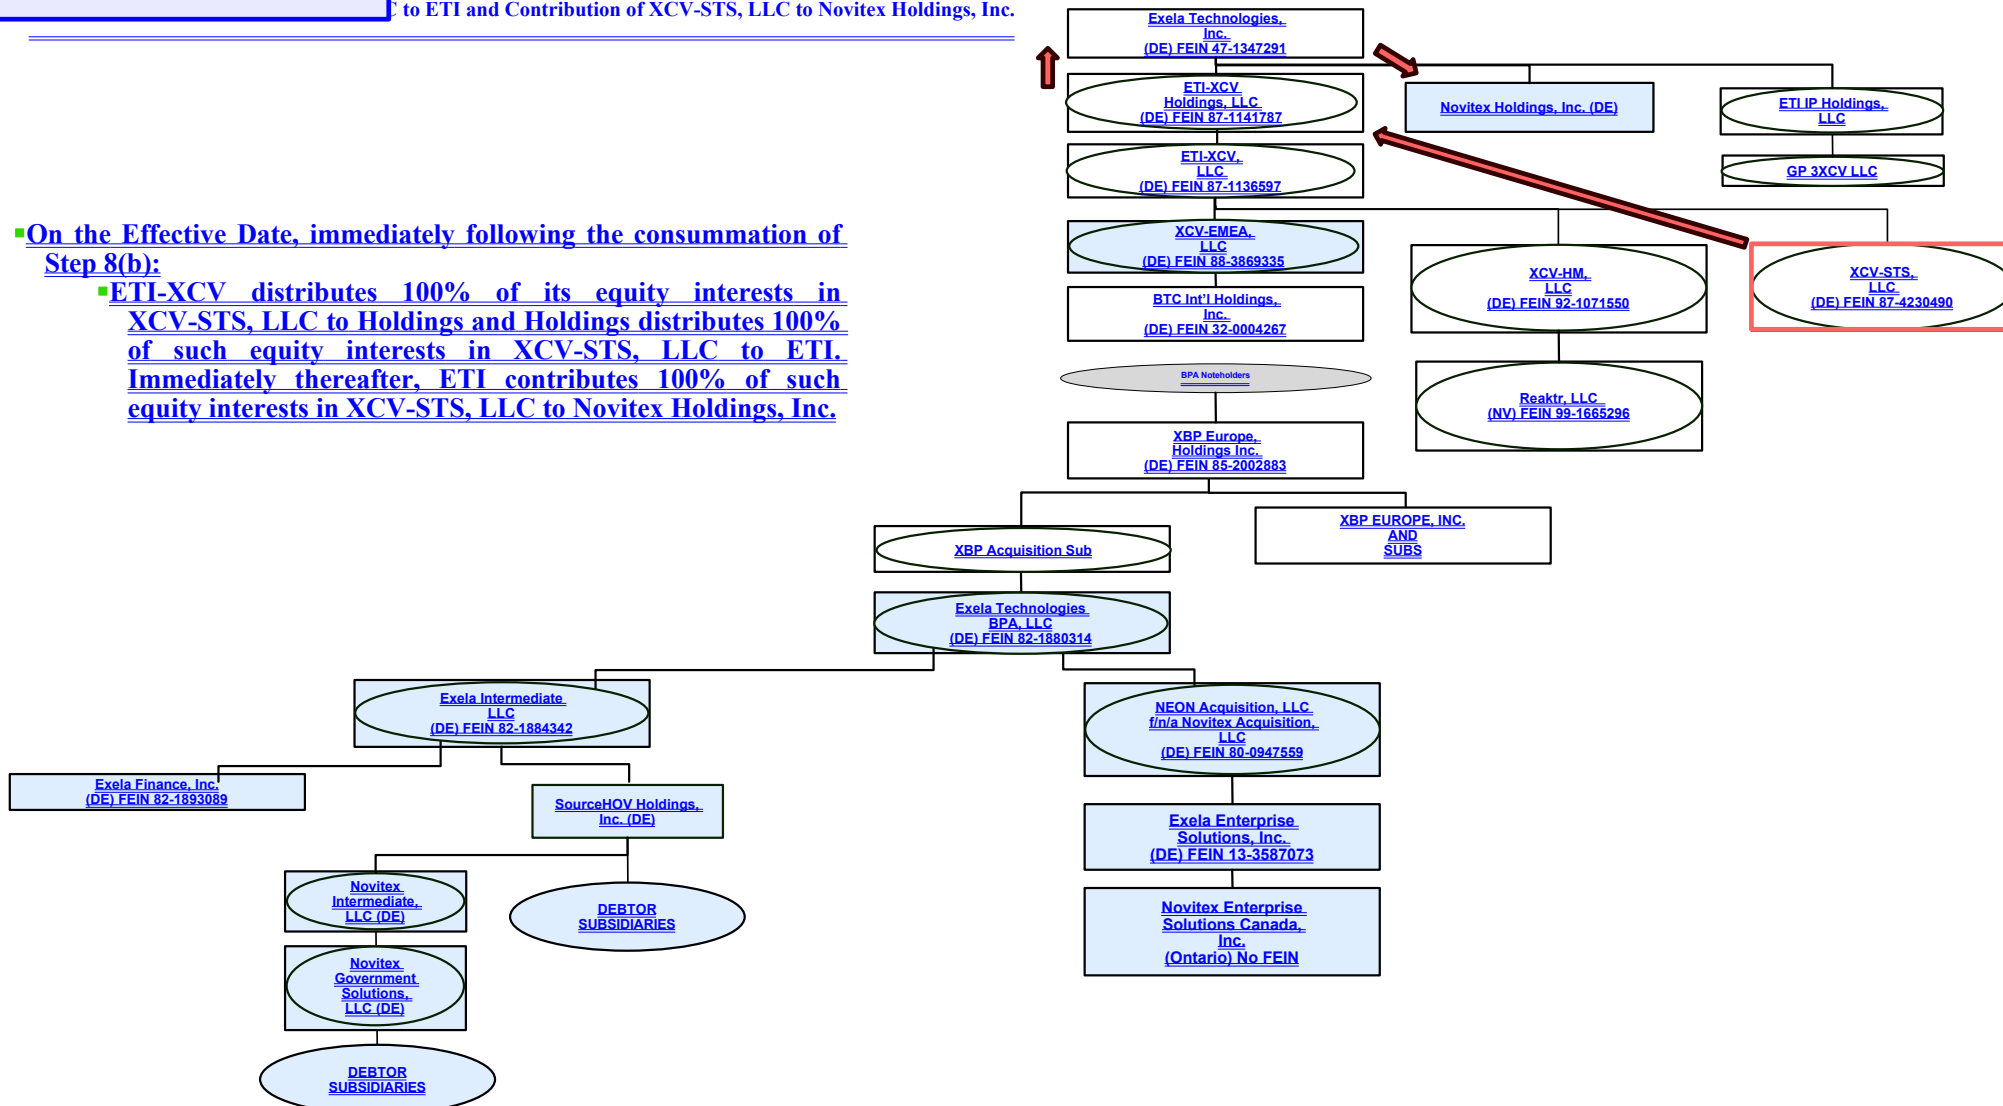 to ETI and Contribution of XCV-STS, LLC to Novitex Holdings, Inc.
Exela Technologies,
Inc.
(DE) FEIN 47-1347291
ETI-XCV
Holdings, LLC
(DE) FEIN 87-1141787
Novitex Holdings, Inc. (DE)
ETI IP Holdings,
LLC
ETI-XCV,
LLC
(DE) FEIN 87-1136597
GP 3XCV LLC
▪On the Effective Date, immediately following the consummation of
Step 8(b):
▪ETI-XCV distributes 100% of its equity interests in
XCV-STS, LLC to Holdings and Holdings distributes 100%
of such equity interests in XCV-STS, LLC to ETI.
Immediately thereafter, ETI contributes 100% of such
equity interests in XCV-STS, LLC to Novitex Holdings, Inc.
XCV-EMEA,
LLC
(DE) FEIN 88-3869335
XCV-HM,
LLC
(DE) FEIN 92-1071550
XCV-STS,
LLC
(DE) FEIN 87-4230490
BTC Int'l Holdings,
Inc.
(DE) FEIN 32-0004267
BPA Noteholders
Reaktr, LLC
(NV) FEIN 99-1665296
XBP Europe,
Holdings Inc.
(DE) FEIN 85-2002883
XBP Acquisition Sub
XBP EUROPE, INC.
AND
SUBS
Exela Technologies
BPA, LLC
(DE) FEIN 82-1880314
Exela Intermediate
LLC
(DE) FEIN 82-1884342
NEON Acquisition, LLC
f/n/a Novitex Acquisition,
LLC
(DE) FEIN 80-0947559
Exela Finance, Inc.
(DE) FEIN 82-1893089
SourceHOV Holdings,
Inc. (DE)
Exela Enterprise
Solutions, Inc.
(DE) FEIN 13-3587073
Novitex
Intermediate,
LLC (DE)
DEBTOR
SUBSIDIARIES
Novitex Enterprise
Solutions Canada,
Inc.
(Ontario) No FEIN
Novitex
Government
Solutions,
LLC (DE)
DEBTOR
SUBSIDIARIES